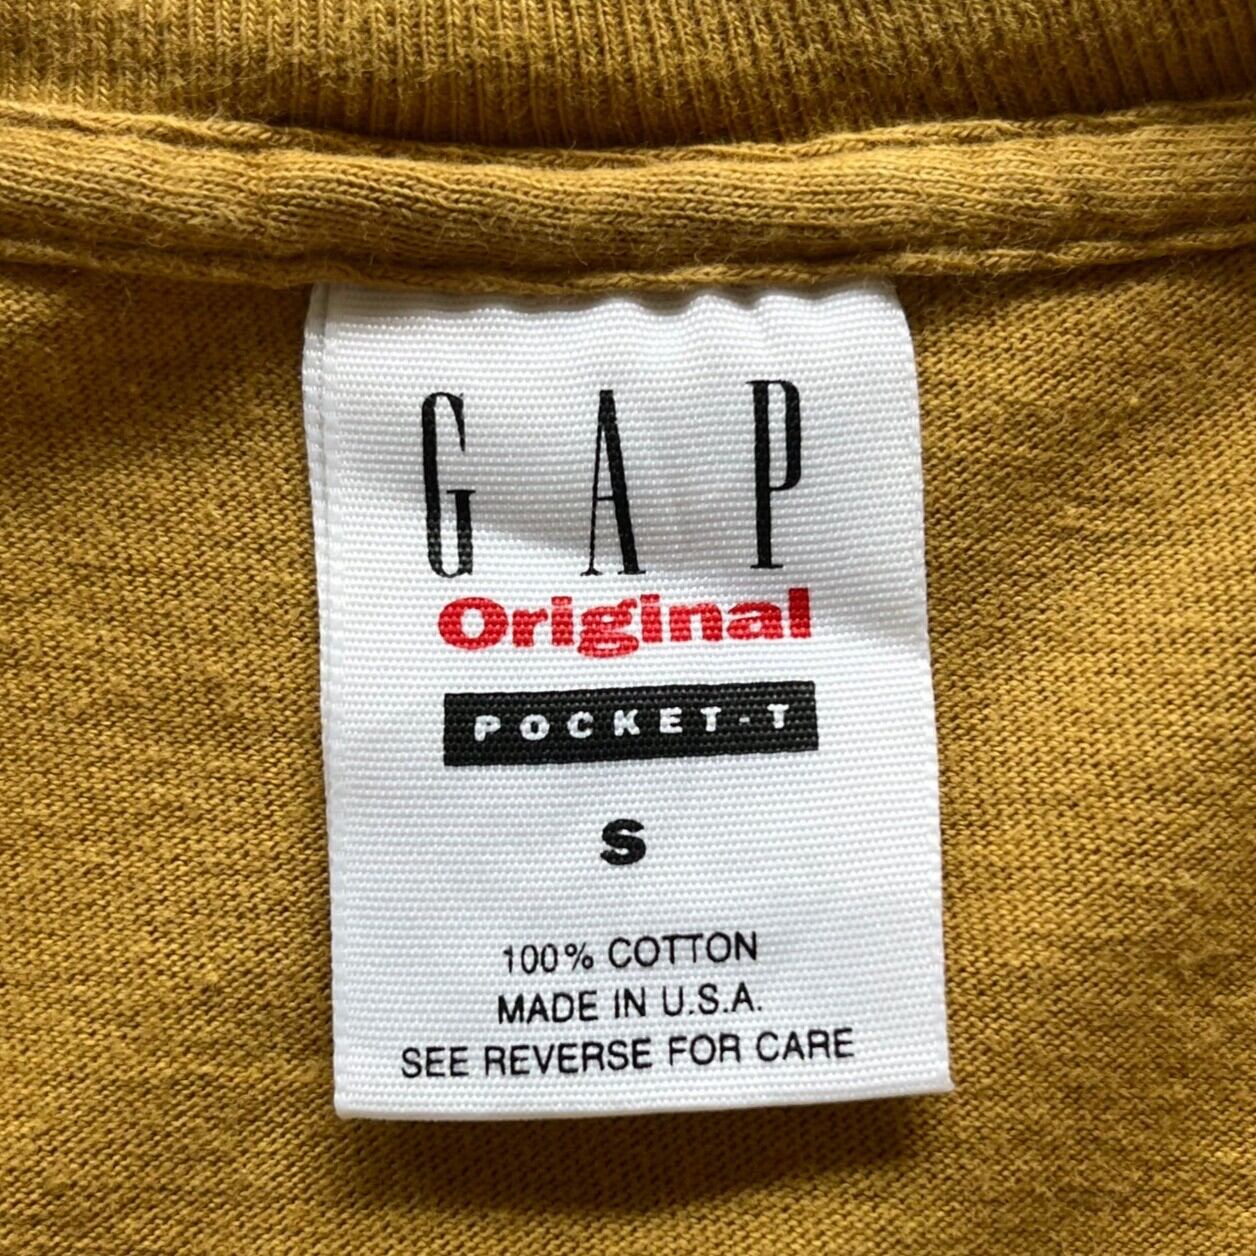 GAP
Original
POCKET-T
S
100% COTTON
MADE IN U.S.A.
SEE REVERSE FOR CARE